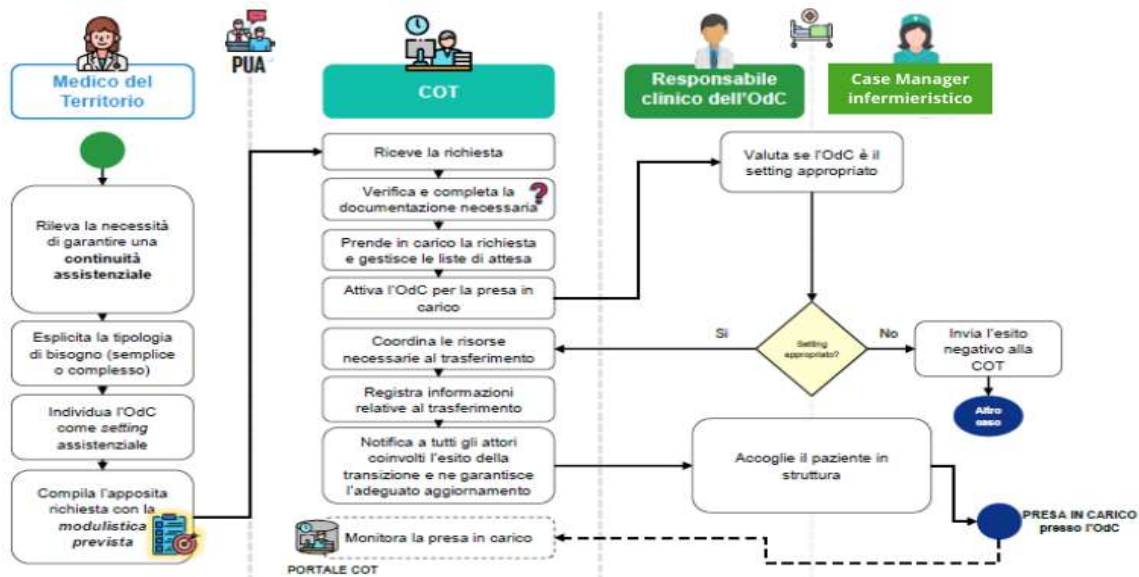 PUA
Medico del
Territorio
COT
Responsabile
clinico dell'OdC
Case Manager
infermieristico
Rileva la necessità
di garantire una
continuità
assistenziale
Esplicita la tipologia
di bisogno (semplice
o complesso)
Individua l'OdC
come setting
assistenziale
Compila l'apposita
richiesta con la
modulistica
prevista
Riceve la richiesta
Verifica e completa la
documentazione necessaria
?
Prende in carico la richiesta
e gestisce le liste di attesa
Attiva l'OdC per la presa in
carico
Coordina le risorse
necessarie al trasferimento
Registra informazioni
relative al trasferimento
Notifica a tutti gli attori
coinvolti l'esito della
transizione e ne garantisce
l'adeguato aggiornamento
Monitora la presa in carico
PORTALE COT
Valuta se l'OdC è il
setting appropriato
Si
Setting
appropriato?
No
Invia l'esito
negativo alla
COT
Altro
caso
Accoglie il paziente in
struttura
PRESA IN CARICO
presso l'OdC